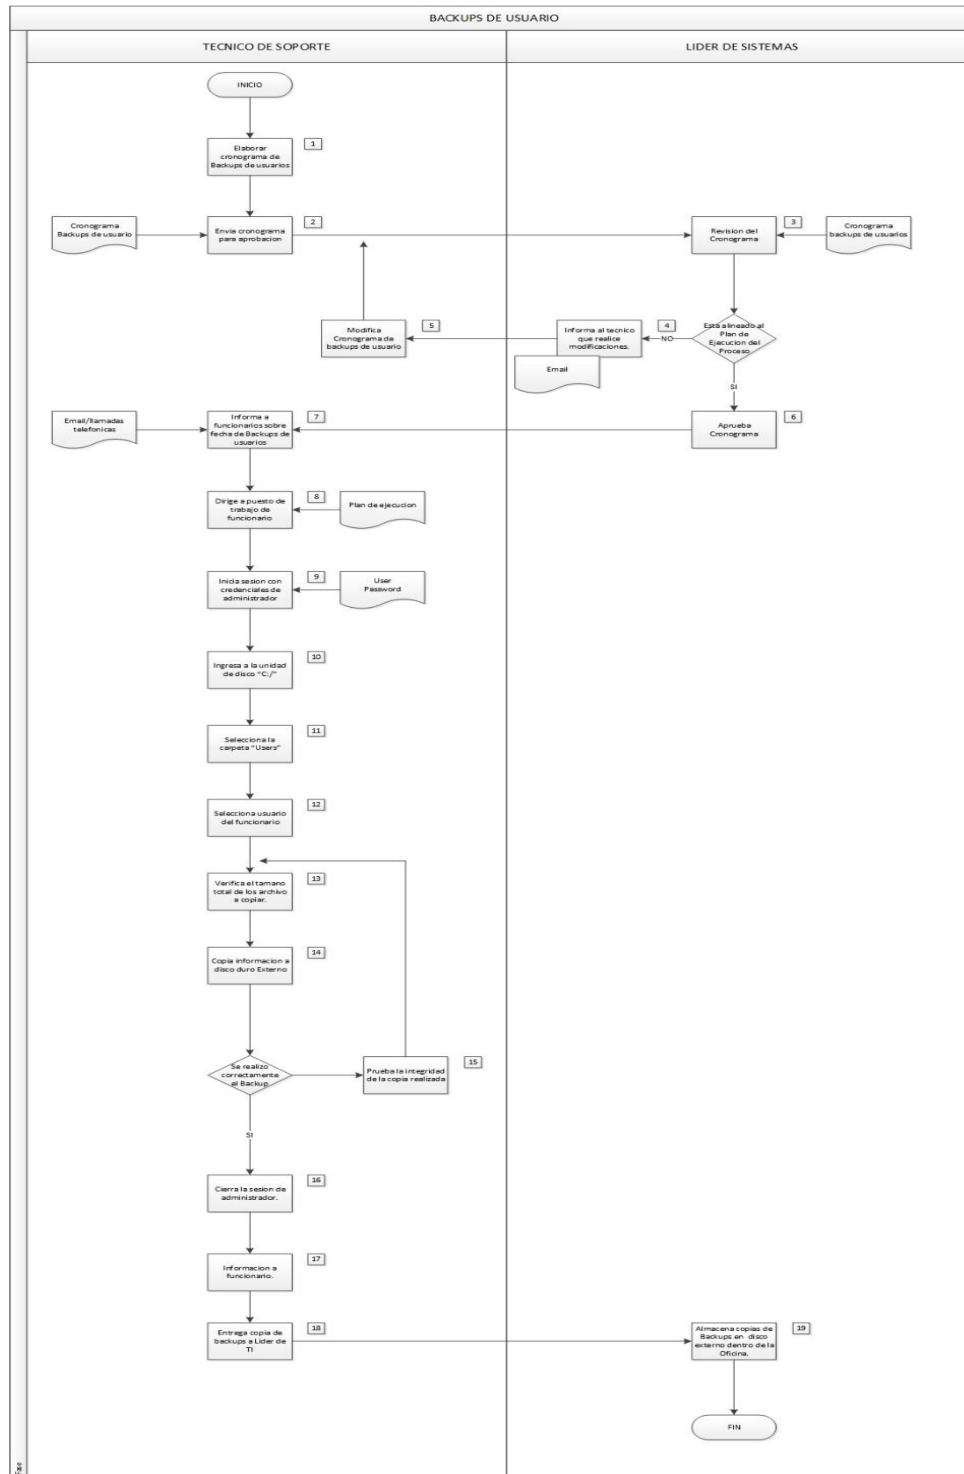 BACKUPS DE USUARIO
TECNICO DE SOPORTE
LIDER DE SISTEMAS
INICIO
1
Elaborar
cronograma de
Backups de usuarios
Cronograma
Backups de usuario
2
Envia cronograma
para aprobacion
3
Revision del
Cronograma
Cronograma
backups de usuarios
5
Modifica
Cronograma de
backups de usuario
4
Informa al tecnico
que realice
modificaciones.
Email
NO
Está alineado al
Plan de
Ejecucion del
Proceso
SI
Email/llamadas
telefonicas
7
Informa a
funcionarios sobre
fecha de Backups de
usuarios
6
Aprueba
Cronograma
8
Dirige a puesto de
trabajo de
funcionario
Plan de ejecucion
9
Inicia sesion con
credenciales de
administrador
User
Password
10
Ingresa a la unidad
de disco "C:/"
11
Selecciona la
carpeta "Users"
12
Selecciona usuario
del funcionario
13
Verifica el tamano
total de los archivo
a copiar.
14
Copia informacion a
disco duro Externo
Se realizo
correctamente
el Backup
15
Prueba la integridad
de la copia realizada
SI
16
Cierra la sesion de
administrador.
17
Informacion a
funcionario.
18
Entrega copia de
backups a Lider de
TI
19
Almacena copias de
Backups en disco
externo dentro de la
Oficina.
FIN
Fase